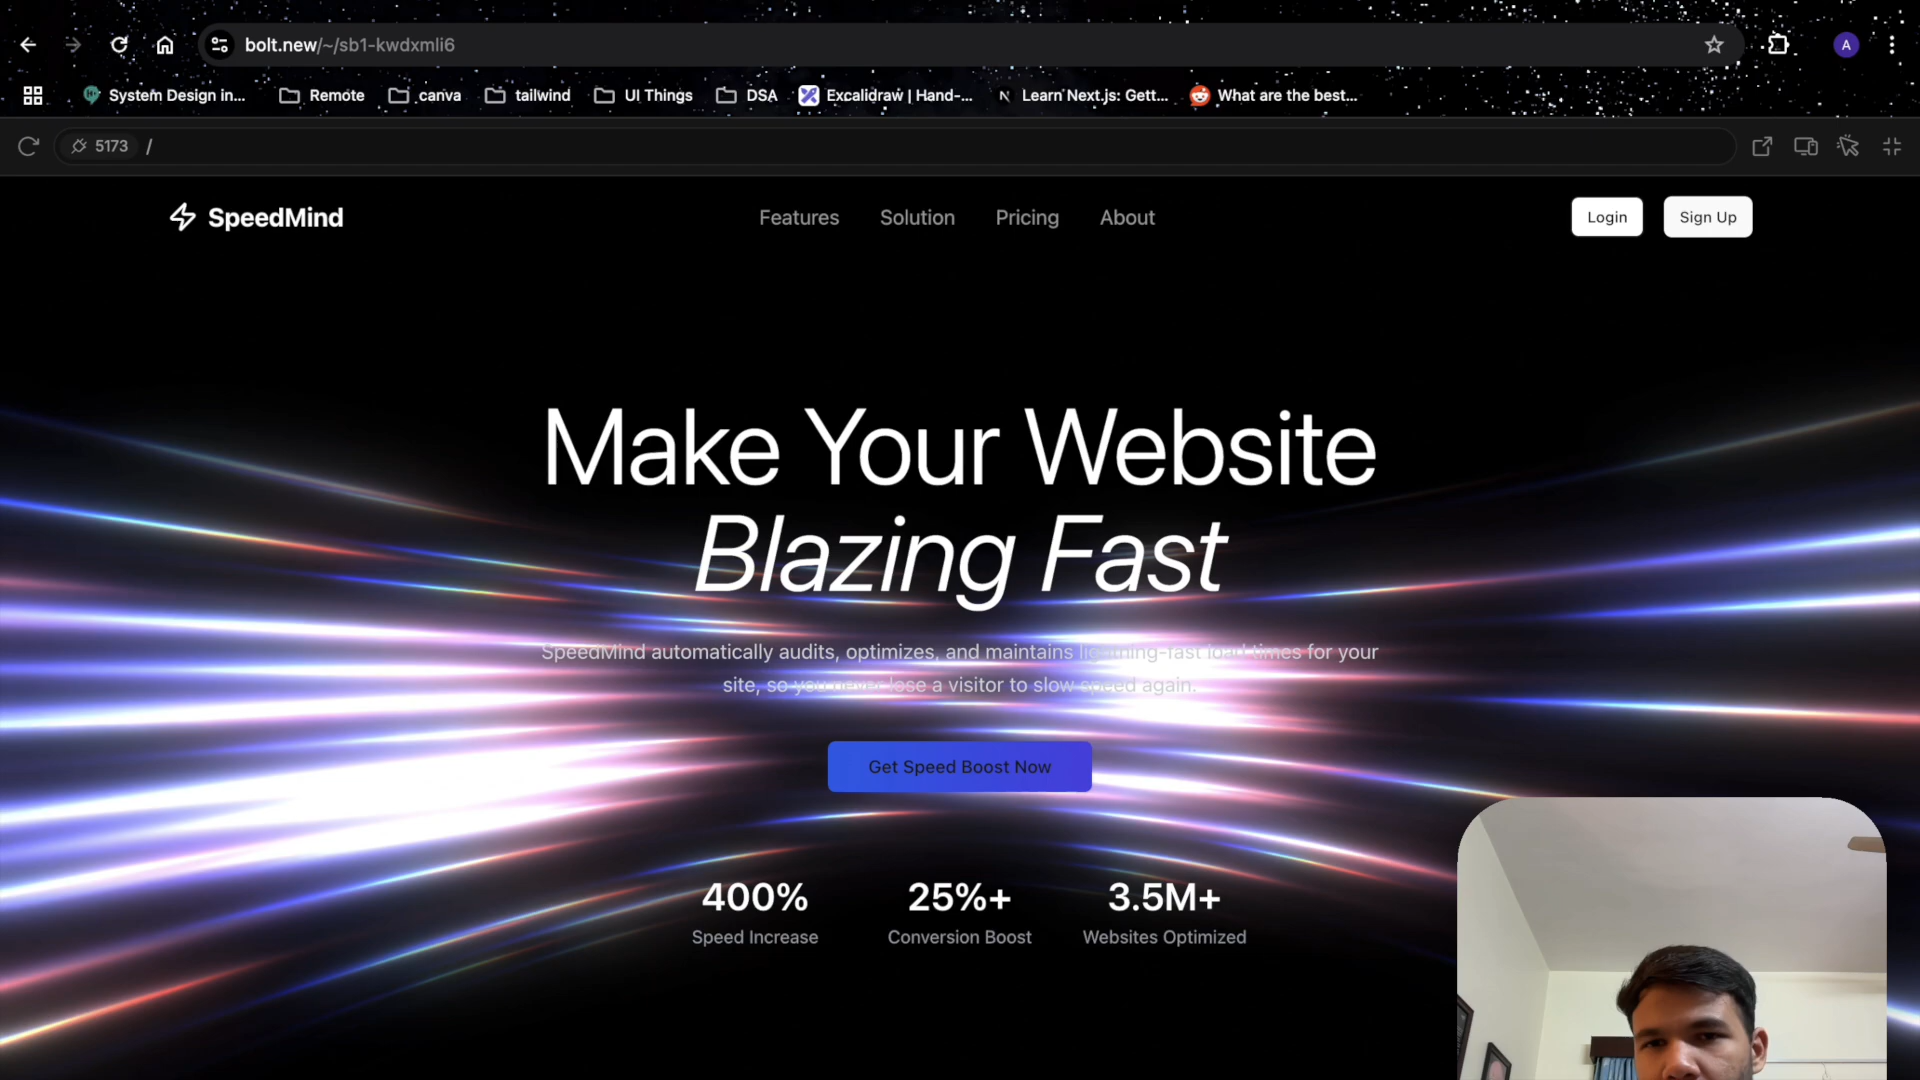 bolt.new/~/sb1-kwdxmli6
A
System Design in...
Remote
canva
tailwind
UI Things
DSA
Excalidraw | Hand-...
N
Learn Next.js: Gett...
What are the best...
5173 /
SpeedMind
Features
Solution
Pricing
About
Login
Sign Up
Make Your Website
Blazing Fast
SpeedMind automatically audits, optimizes, and maintains lightning-fast load times for your
site, so you never lose a visitor to slow speed again.
Get Speed Boost Now
400%
25%+
3.5M+
Speed Increase
Conversion Boost
Websites Optimized